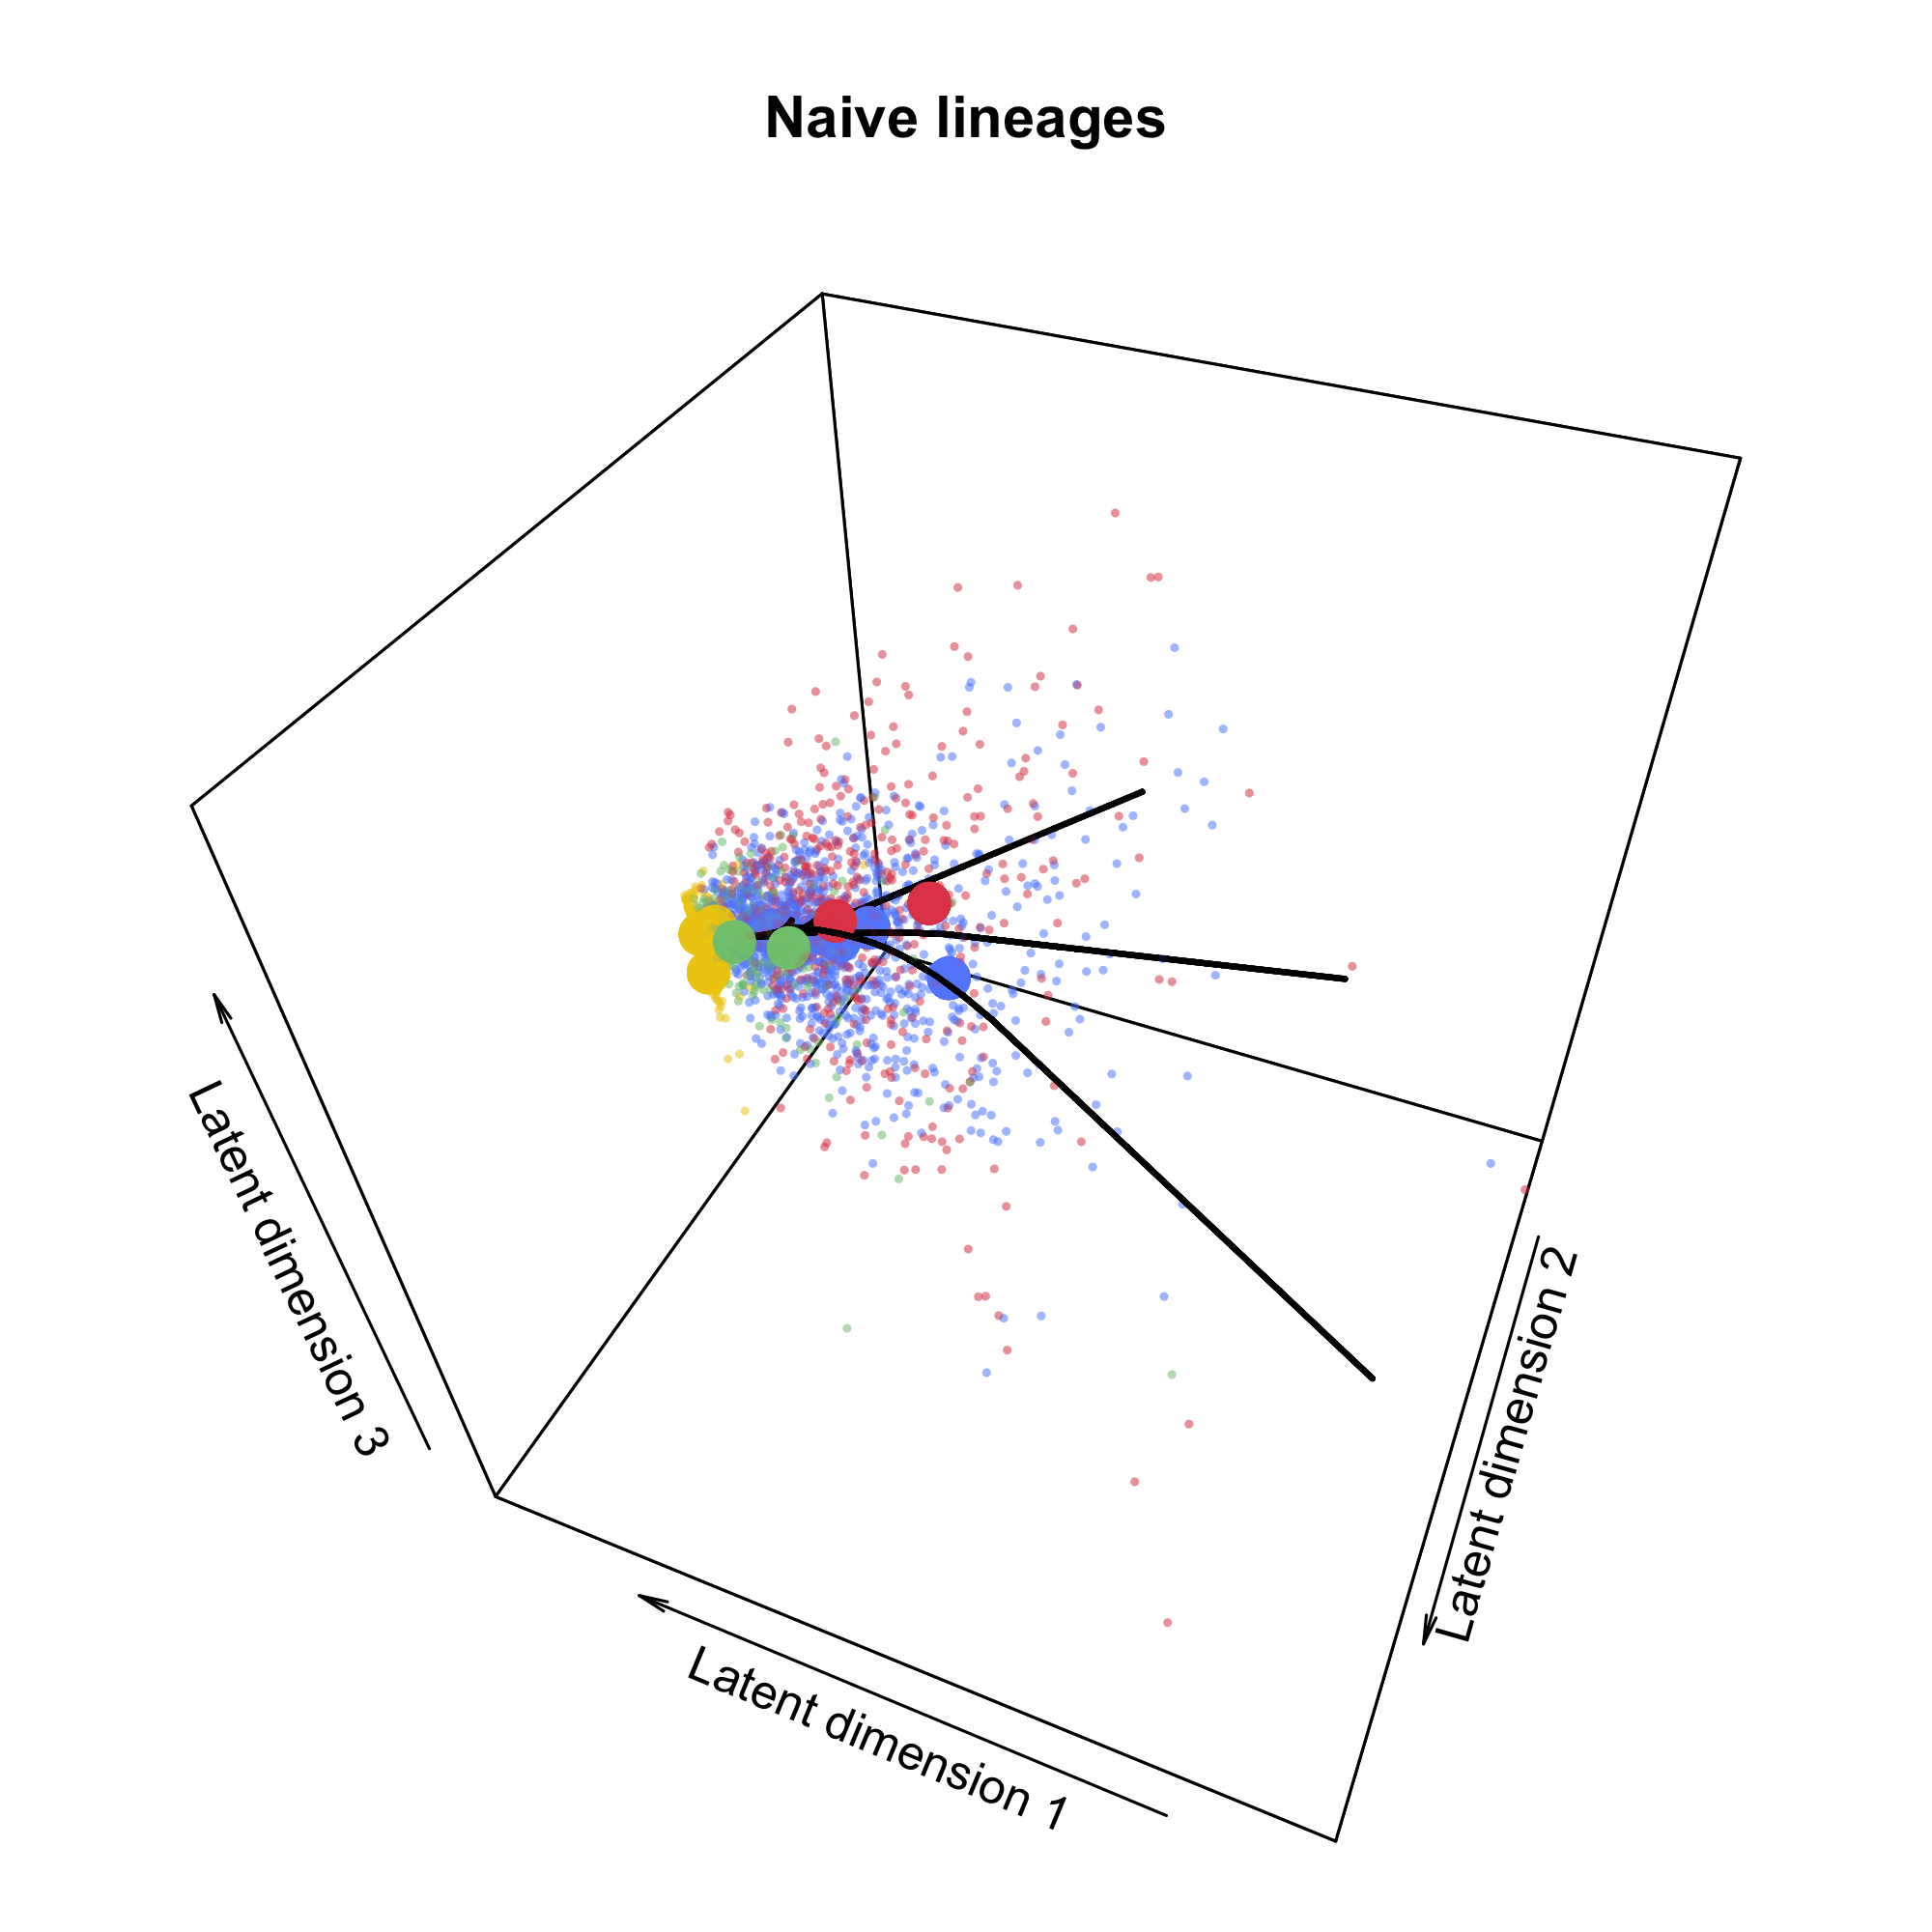 Naive lineages
Latent dimension 3
Latent dimension 2
Latent dimension 1